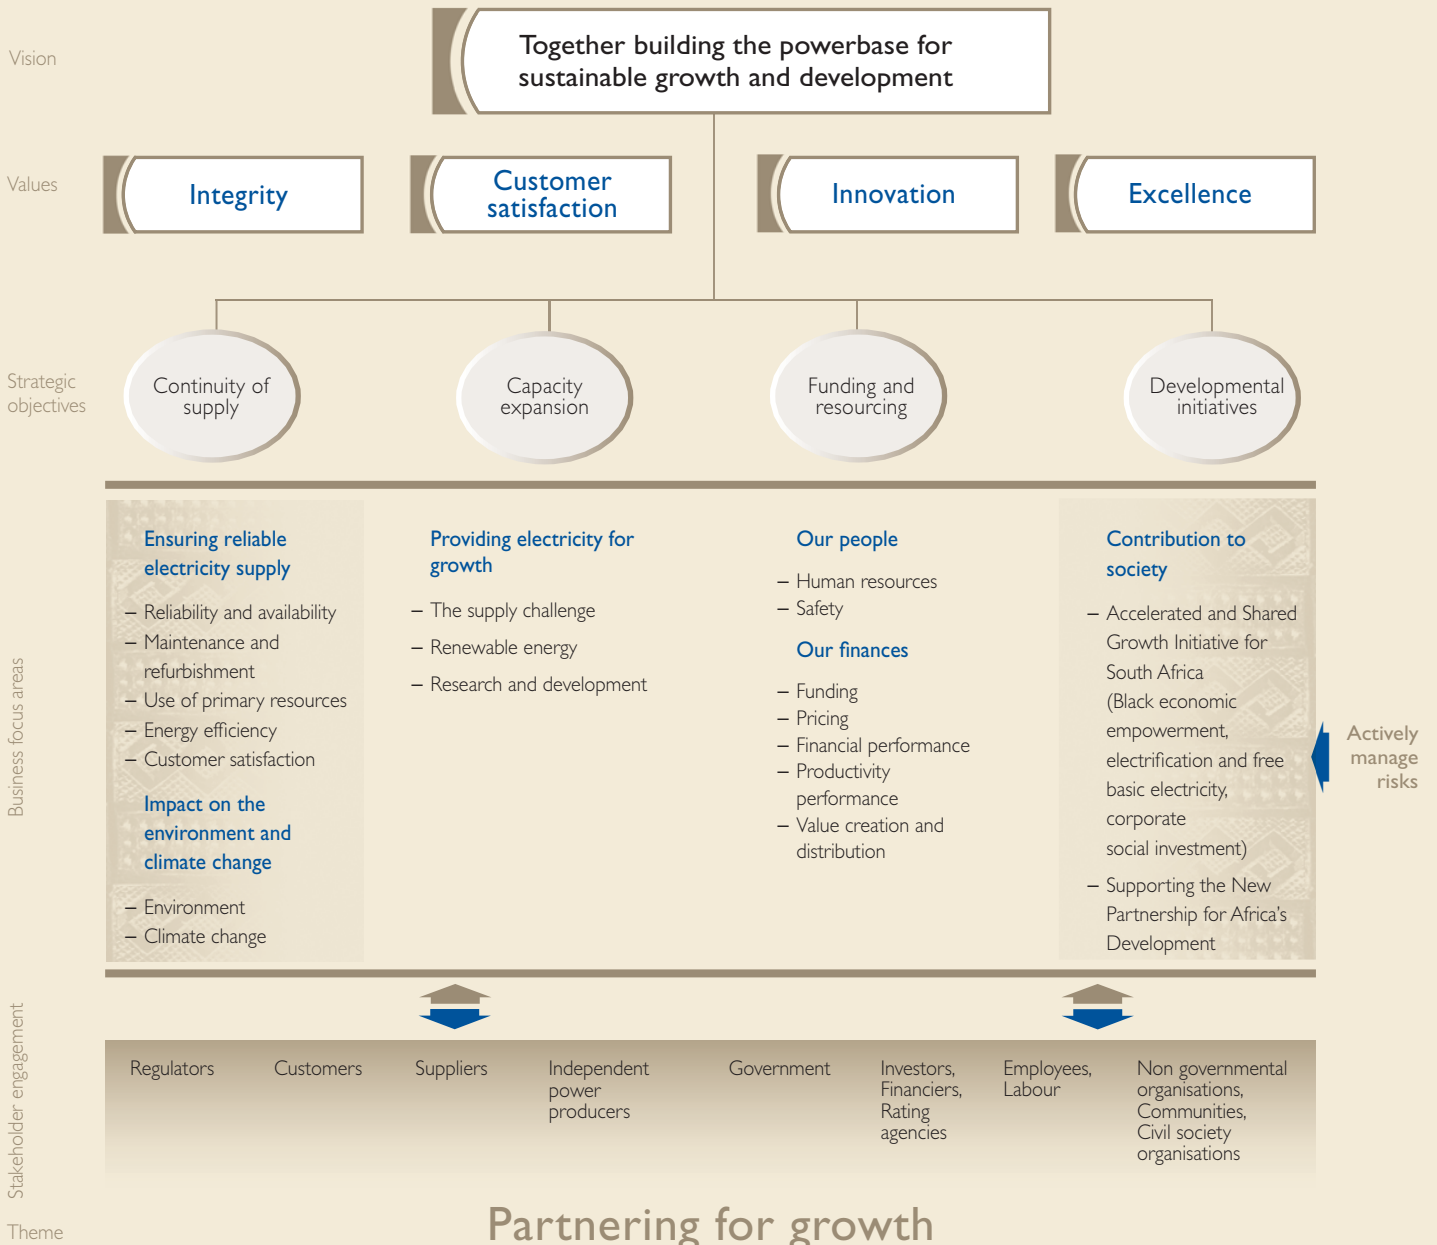 Vision
Together building the powerbase for
sustainable growth and development
Values
Integrity
Customer
satisfaction
Innovation
Excellence
Strategic
objectives
Continuity of
supply
Capacity
expansion
Funding and
resourcing
Developmental
initiatives
Business focus areas
Ensuring reliable
electricity supply
– Reliability and availability
– Maintenance and
refurbishment
– Use of primary resources
– Energy efficiency
– Customer satisfaction
Impact on the
environment and
climate change
– Environment
– Climate change
Providing electricity for
growth
– The supply challenge
– Renewable energy
– Research and development
Our people
– Human resources
– Safety
Our finances
– Funding
– Pricing
– Financial performance
– Productivity
performance
– Value creation and
distribution
Contribution to
society
– Accelerated and Shared
Growth Initiative for
South Africa
(Black economic
empowerment,
electrification and free
basic electricity,
corporate
social investment)
– Supporting the New
Partnership for Africa's
Development
Actively
manage
risks
Stakeholder engagement
Regulators
Customers
Suppliers
Independent
power
producers
Government
Investors,
Financiers,
Rating
agencies
Employees,
Labour
Non governmental
organisations,
Communities,
Civil society
organisations
Theme
Partnering for growth